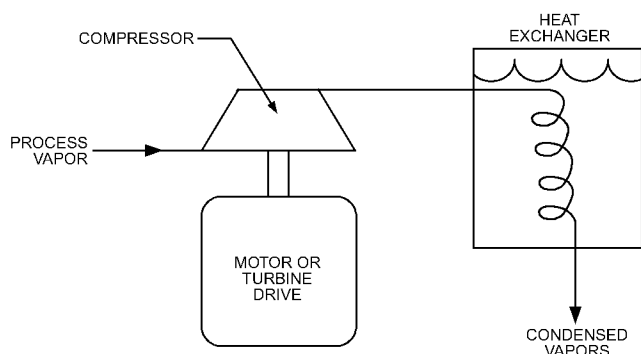 HEAT
EXCHANGER
COMPRESSOR
PROCESS
VAPOR
MOTOR OR
TURBINE
DRIVE
CONDENSED
VAPORS